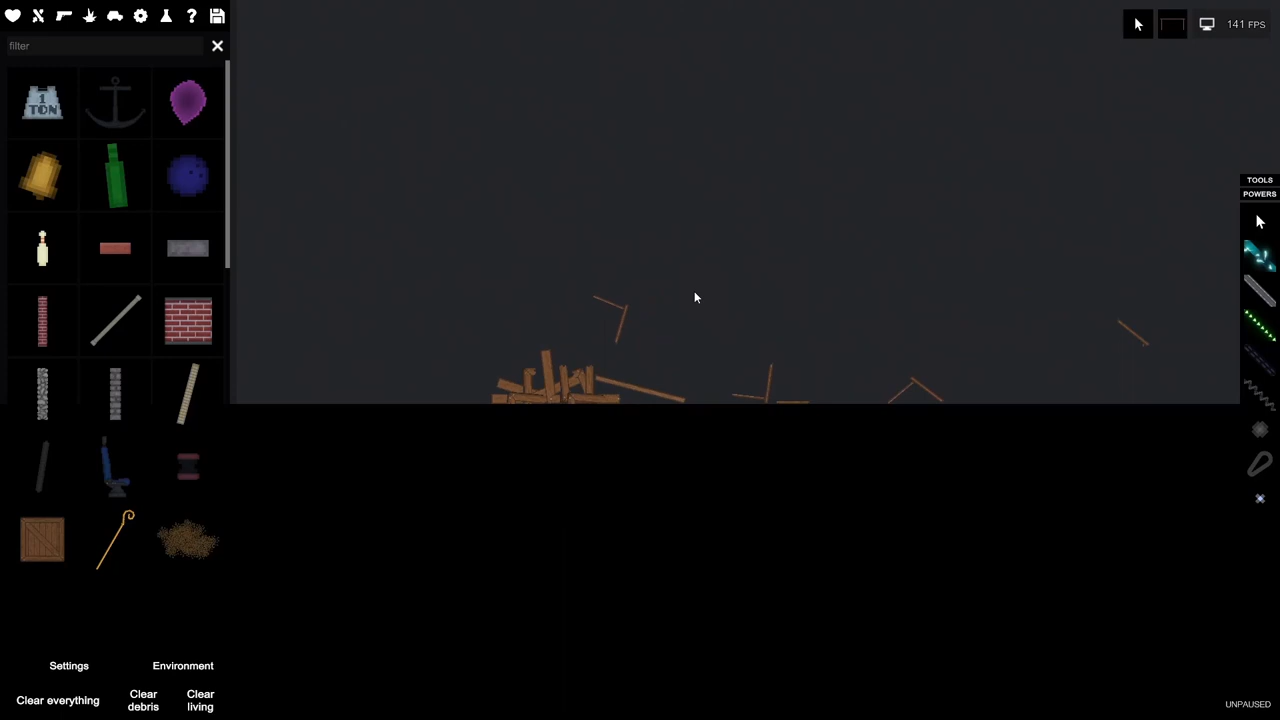 filter
141 FPS
1
TON
TOOLS
POWERS
Settings
Environment
Clear everything
Clear
debris
Clear
living
UNPAUSED